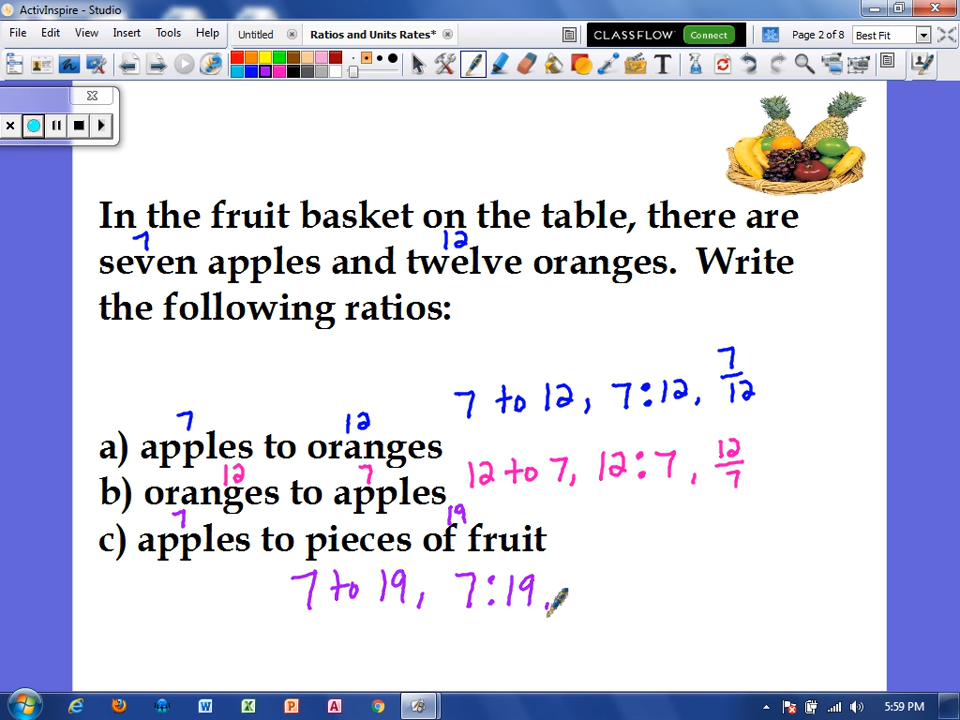 ActivInspire - Studio
File Edit View Insert Tools Help Untitled Ratios and Units Rates* CLASSFLOW Connect Page 2 of 8 Best Fit
In the fruit basket on the table, there are
7 12
seven apples and twelve oranges. Write
the following ratios:
7 to 12, 7:12, 7/12
7 12
a) apples to oranges
12 to 7, 12:7, 12/7
12 7
b) oranges to apples
7 19
c) apples to pieces of fruit
7 to 19, 7:19,
5:59 PM